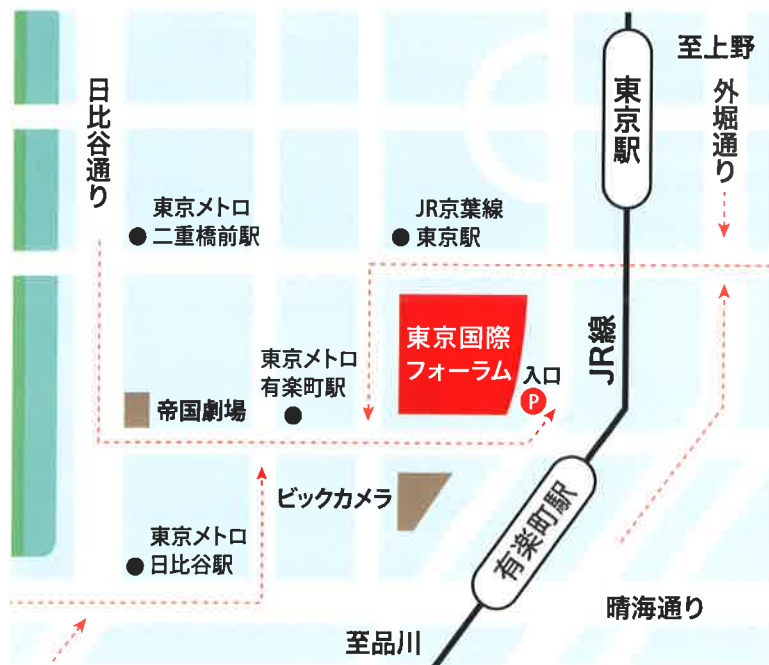 至上野
東京駅
外堀通り
日比谷通り
東京メトロ
二重橋前駅
JR京葉線
東京駅
東京国際
フォーラム
入口
P
JR線
東京メトロ
有楽町駅
帝国劇場
ビックカメラ
有楽町駅
東京メトロ
日比谷駅
晴海通り
至品川